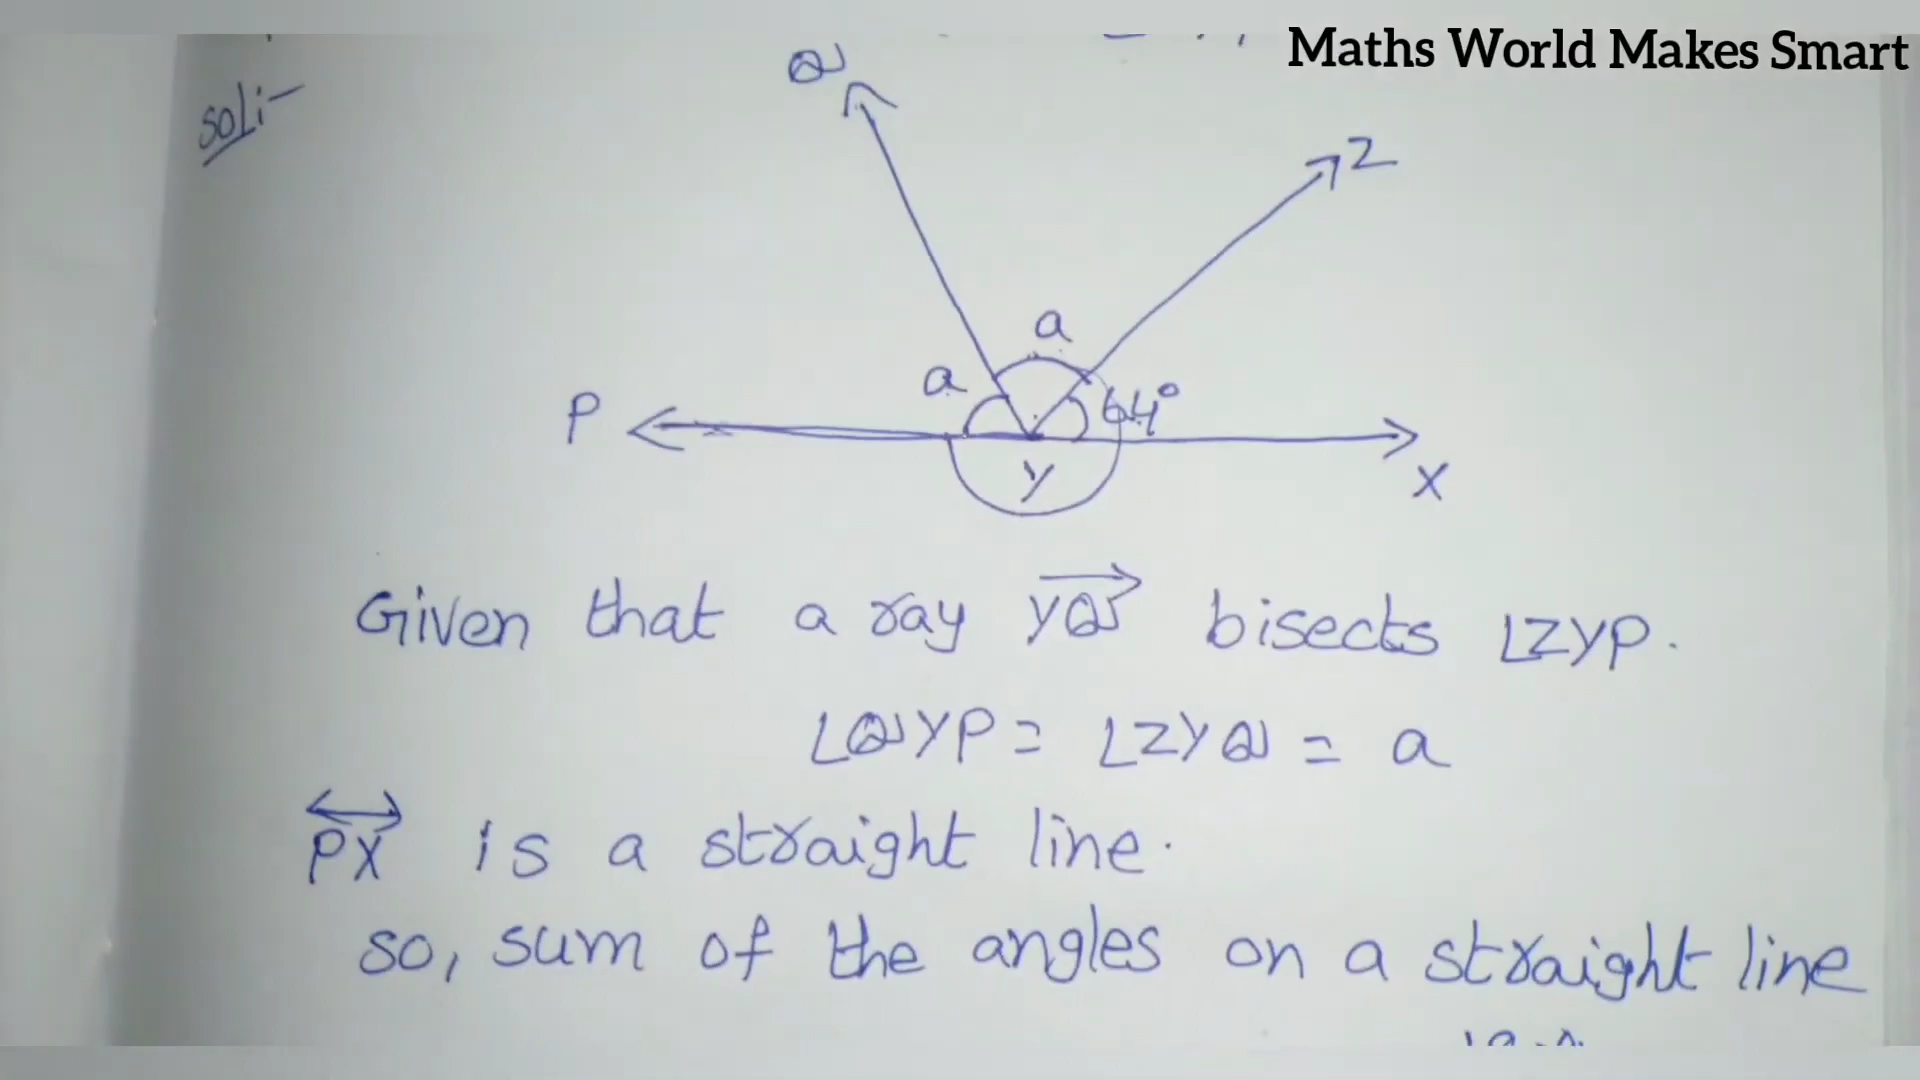 Maths World Makes Smart
Sol:-
Q
Z
a
a
64°
P
Y
X
Given that a ray YQ bisects ∠ZYP.
∠QYP = ∠ZYQ = a
PX is a straight line.
so, sum of the angles on a straight line